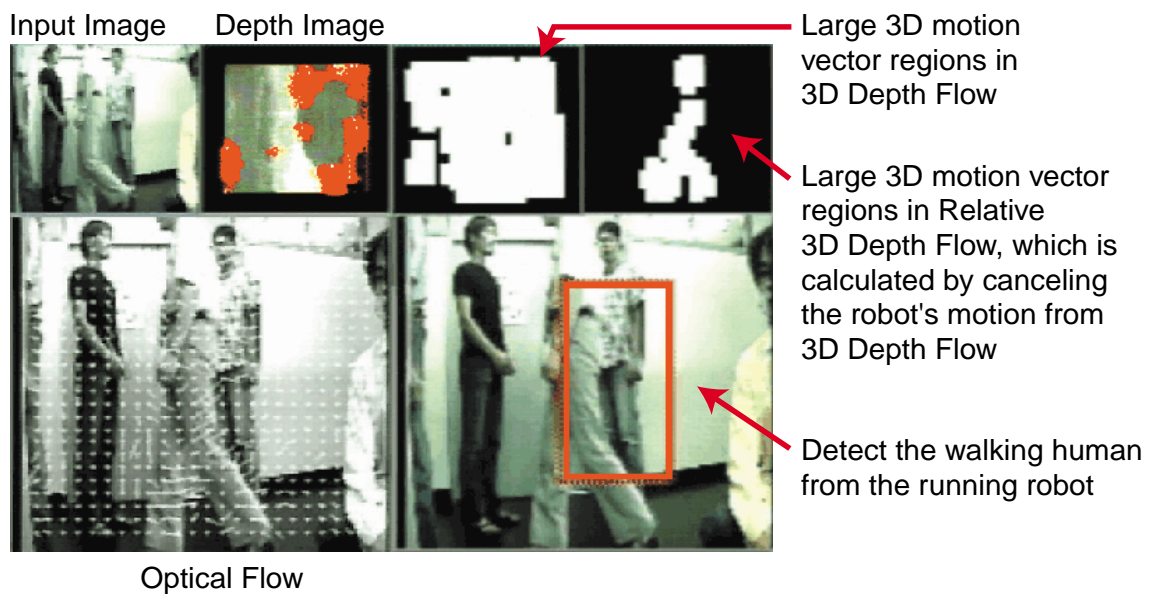 Input Image
Depth Image
Large 3D motion
vector regions in
3D Depth Flow
Large 3D motion vector
regions in Relative
3D Depth Flow, which is
calculated by canceling
the robot's motion from
3D Depth Flow
Detect the walking human
from the running robot
Optical Flow